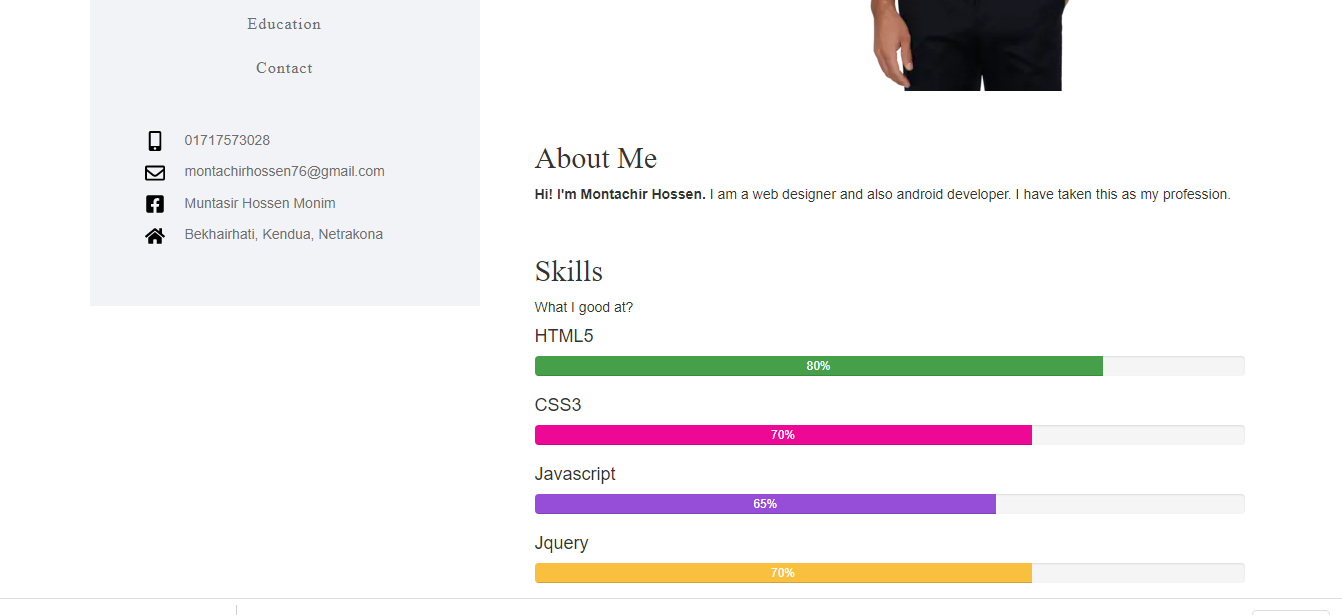 Education
Contact
01717573028
montachirhossen76@gmail.com
Muntasir Hossen Monim
Bekhairhati, Kendua, Netrakona
About Me
Hi! I'm Montachir Hossen. I am a web designer and also android developer. I have taken this as my profession.
Skills
What I good at?
HTML5
80%
CSS3
70%
Javascript
65%
Jquery
70%